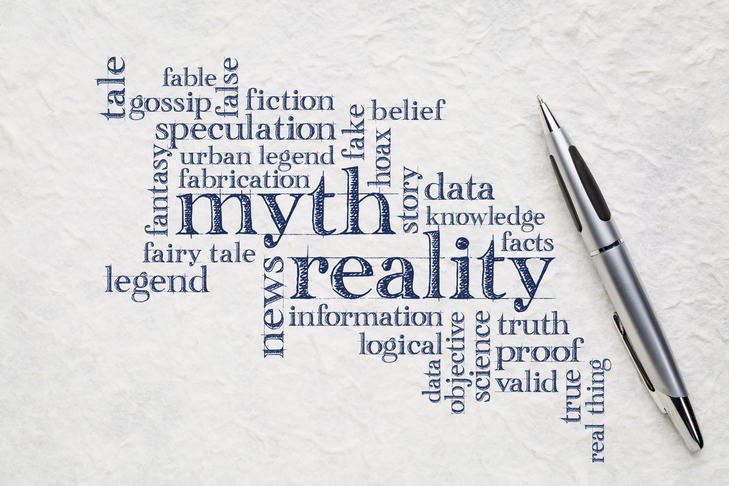 tale
fable
false
gossip
fiction
speculation
fake
belief
hoax
urban legend
fantasy
fabrication
story
data
myth
knowledge
fairy tale
facts
legend
news
reality
information
truth
logical
data
objective
science
proof
valid
true
real thing